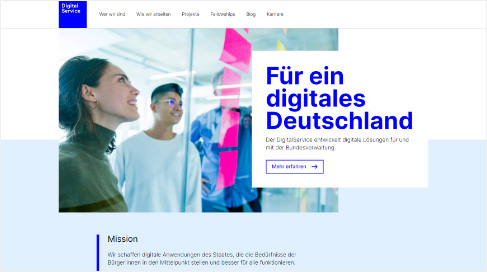 Digital
Service
Wer wir sind
Wie wir arbeiten
Projekte
Fellowships
Blog
Karriere
Für ein
digitales
Deutschland
Der DigitalService entwickelt digitale Lösungen für und
mit der Bundesverwaltung.
Mehr erfahren →
Mission
Wir schaffen digitale Anwendungen des Staates, die die Bedürfnisse der
Bürger:innen in den Mittelpunkt stellen und besser für alle funktionieren.